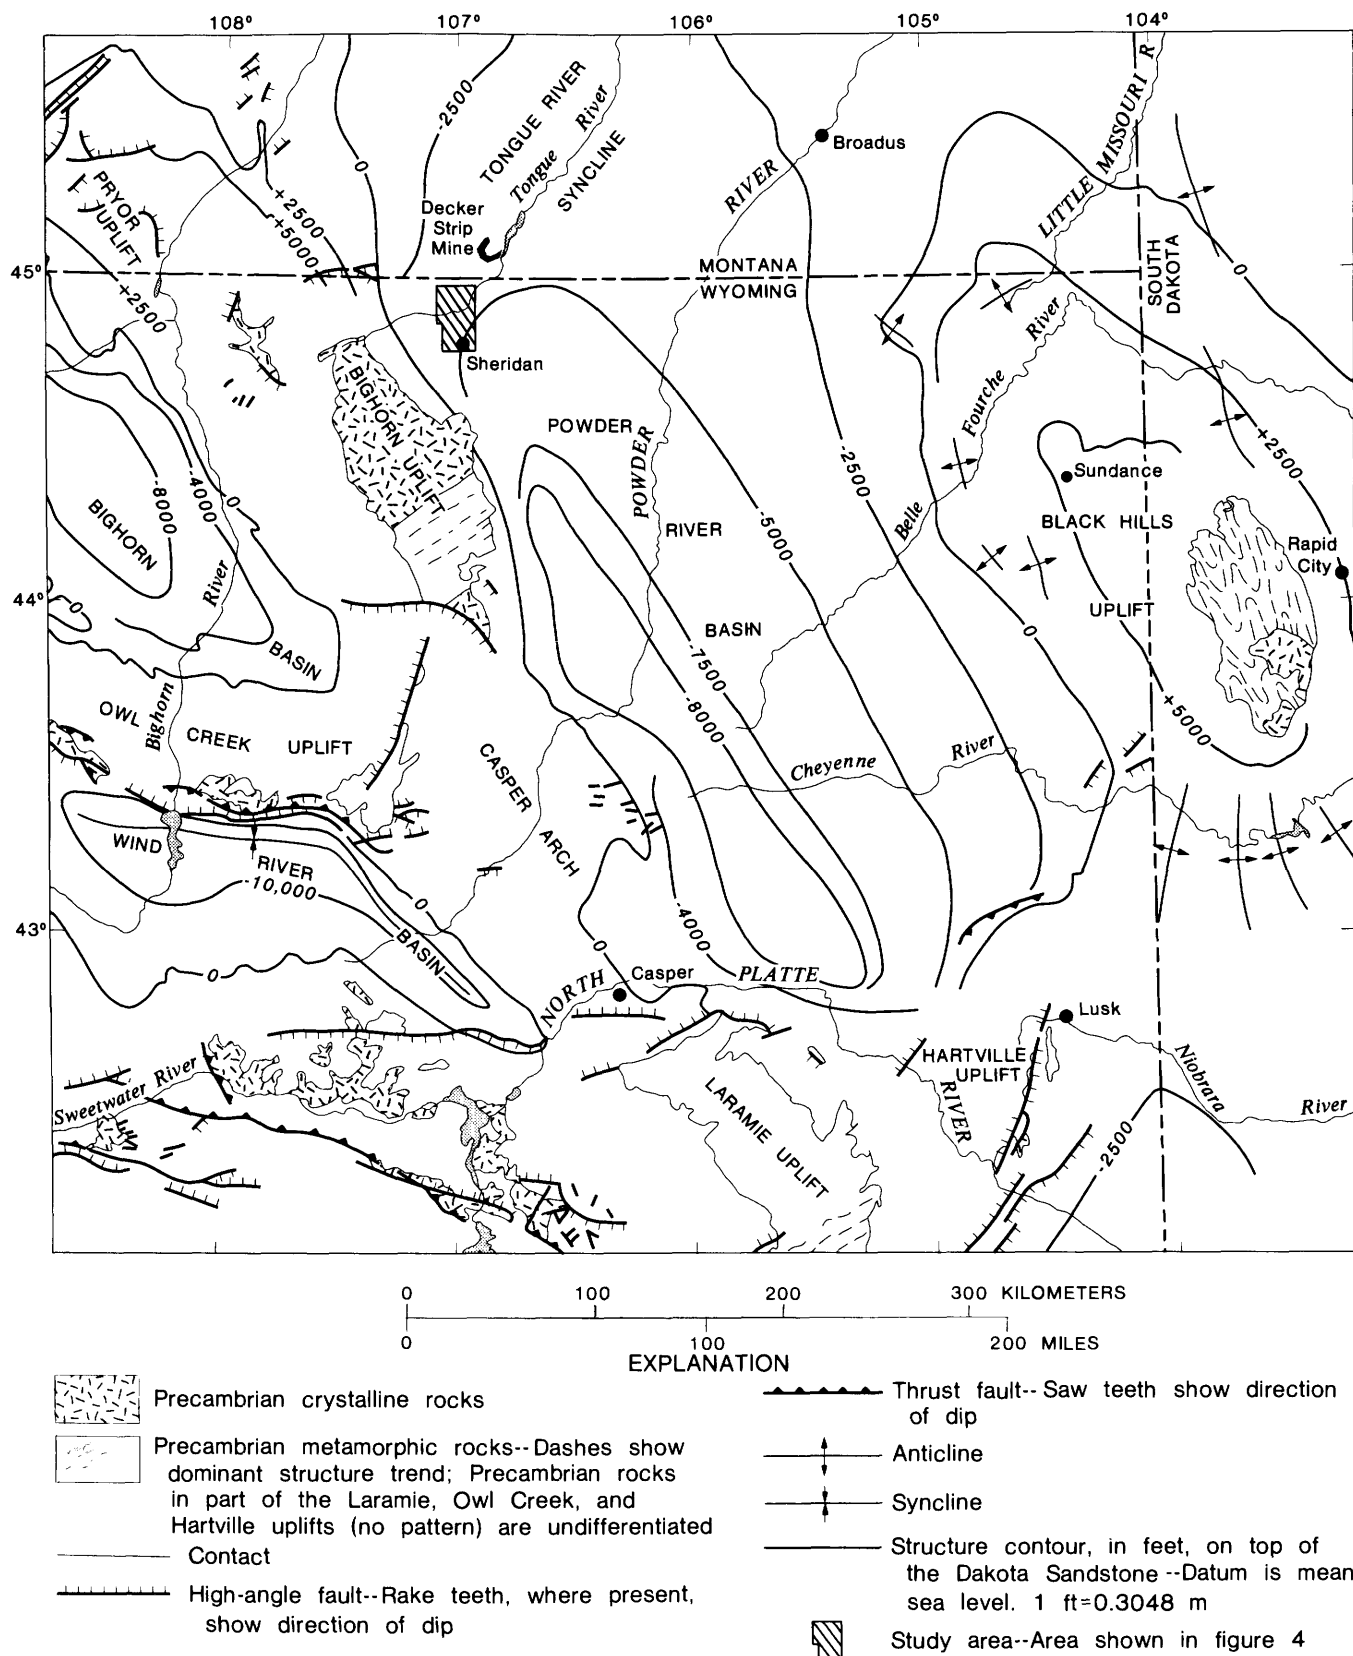 108° 107° 106° 105° 104°
45°
44°
43°
-2500
0
TONGUE RIVER
SYNCLINE
Tongue River
Decker
Strip
Mine
Broadus
RIVER
POWDER
LITTLE MISSOURI R
PRYOR
UPLIFT
+2500
+5000
+2500
MONTANA
WYOMING
SOUTH
DAKOTA
0
Sheridan
BIGHORN
UPLIFT
POWDER
RIVER
BASIN
-2500
-5000
-7500
-8000
Belle Fourche River
Sundance
BLACK HILLS
UPLIFT
+2500
Rapid
City
+5000
0
BIGHORN
BASIN
-8000
-4000
0
0
Bighorn River
OWL
CREEK UPLIFT
CASPER
ARCH
Cheyenne River
WIND
RIVER
BASIN
-10,000
0
0
0
-4000
Casper
NORTH PLATTE
RIVER
Lusk
HARTVILLE
UPLIFT
LARAMIE UPLIFT
Niobrara River
-2500
Sweetwater River
0 100 200 300 KILOMETERS
0 100 200 MILES
EXPLANATION
Precambrian crystalline rocks
Precambrian metamorphic rocks--Dashes show
dominant structure trend; Precambrian rocks
in part of the Laramie, Owl Creek, and
Hartville uplifts (no pattern) are undifferentiated
Contact
High-angle fault--Rake teeth, where present,
show direction of dip
Thrust fault--Saw teeth show direction
of dip
Anticline
Syncline
Structure contour, in feet, on top of
the Dakota Sandstone--Datum is mean
sea level. 1 ft=0.3048 m
Study area--Area shown in figure 4